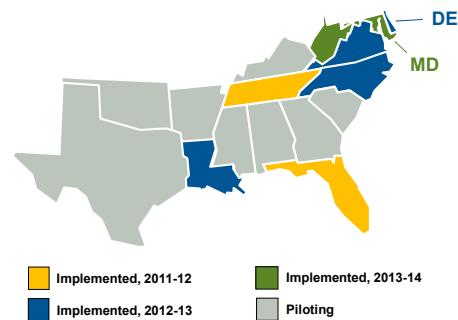 DE
MD
Implemented, 2011-12
Implemented, 2013-14
Implemented, 2012-13
Piloting